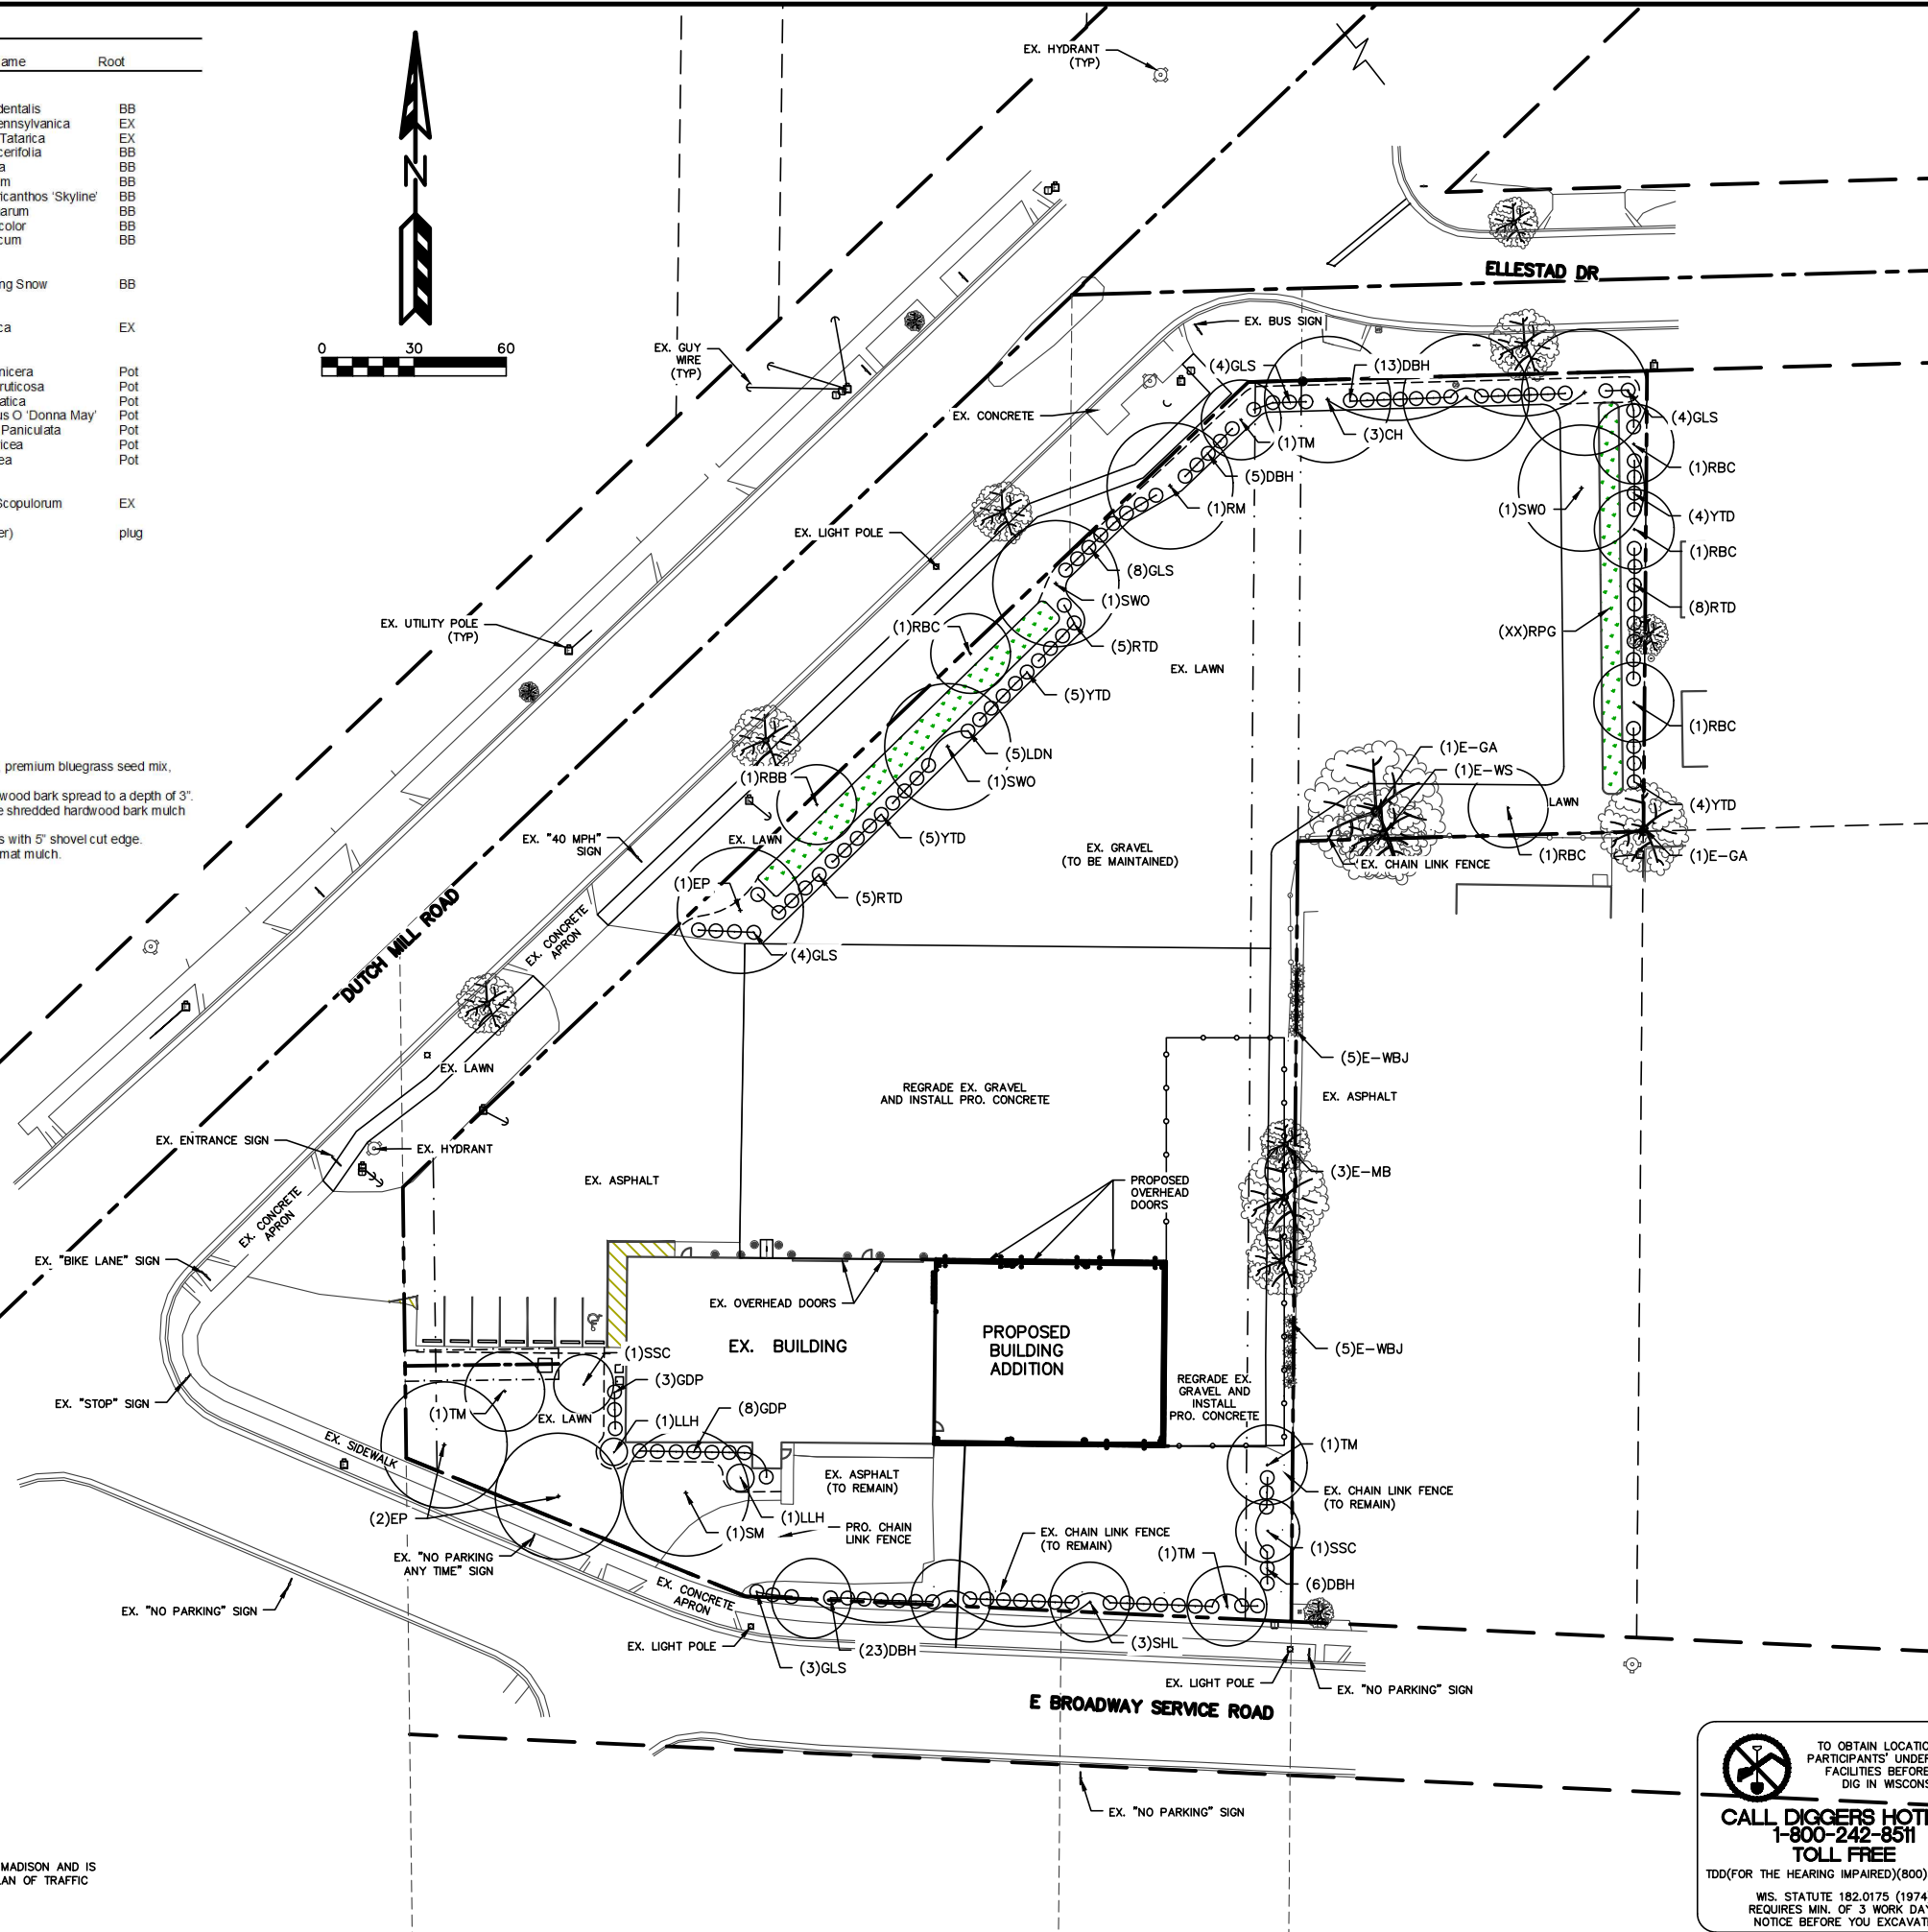 ame Root
dentalis BB
ennsylvanica EX
Tatarica EX
cerifolia BB
a BB
m BB
icanthos 'Skyline' BB
arum BB
color BB
cum BB
ng Snow BB
ca EX
nicera Pot
ruticosa Pot
atica Pot
us O 'Donna May' Pot
Paniculata Pot
icea Pot
ea Pot
Scopulorum EX
er) plug
premium bluegrass seed mix,
wood bark spread to a depth of 3".
e shredded hardwood bark mulch
s with 5" shovel cut edge.
mat mulch.
N
0 30 60
EX. HYDRANT
(TYP)
ELLESTAD DR
EX. BUS SIGN
EX. GUY
WIRE
(TYP)
(4)GLS
(13)DBH
EX. CONCRETE
(1)TM
(3)CH
(4)GLS
(5)DBH
(1)RBC
(1)RM
(1)SWO
(4)YTD
EX. LIGHT POLE
(1)RBC
(8)GLS
(1)SWO
(8)RTD
EX. UTILITY POLE
(TYP)
(1)RBC
(XX)RPG
(5)RTD
EX. LAWN
(5)YTD
(1)RBC
(5)LDN
(1)E-GA
(1)E-WS
(1)RBB
(1)SWO
LAWN
(4)YTD
EX. "40 MPH"
SIGN
EX. LAWN
(5)YTD
EX. GRAVEL
(TO BE MAINTAINED)
EX. CHAIN LINK FENCE
(1)RBC
(1)E-GA
(1)EP
(5)RTD
EX. CONCRETE
APRON
(4)GLS
DUTCH MILL ROAD
EX. LAWN
(5)E-WBJ
REGRADE EX. GRAVEL
AND INSTALL PRO. CONCRETE
EX. ASPHALT
EX. ENTRANCE SIGN
EX. HYDRANT
EX. ASPHALT
PROPOSED
OVERHEAD
DOORS
(3)E-MB
EX. CONCRETE
APRON
EX. "BIKE LANE" SIGN
EX. OVERHEAD DOORS
EX. BUILDING
PROPOSED
BUILDING
ADDITION
(5)E-WBJ
(1)SSC
(3)GDP
REGRADE EX.
GRAVEL AND
INSTALL
PRO. CONCRETE
EX. "STOP" SIGN
(1)TM
EX. LAWN
(1)LLH
(8)GDP
EX. SIDEWALK
(1)TM
EX. ASPHALT
(TO REMAIN)
EX. CHAIN LINK FENCE
(TO REMAIN)
(2)EP
(1)LLH
(1)SM
PRO. CHAIN
LINK FENCE
EX. CHAIN LINK FENCE
(TO REMAIN)
(1)TM
(1)SSC
EX. "NO PARKING
ANY TIME" SIGN
(6)DBH
EX. CONCRETE
APRON
EX. "NO PARKING" SIGN
EX. LIGHT POLE
(23)DBH
(3)SHL
(3)GLS
EX. LIGHT POLE
EX. "NO PARKING" SIGN
E BROADWAY SERVICE ROAD
EX. "NO PARKING" SIGN
TO OBTAIN LOCATIO
PARTICIPANTS' UNDER
FACILITIES BEFORE
DIG IN WISCONS
CALL DIGGERS HOT
1-800-242-8511
TOLL FREE
TDD(FOR THE HEARING IMPAIRED)(800)
WIS. STATUTE 182.0175 (1974
REQUIRES MIN. OF 3 WORK DA
NOTICE BEFORE YOU EXCAVAT
MADISON AND IS
LAN OF TRAFFIC